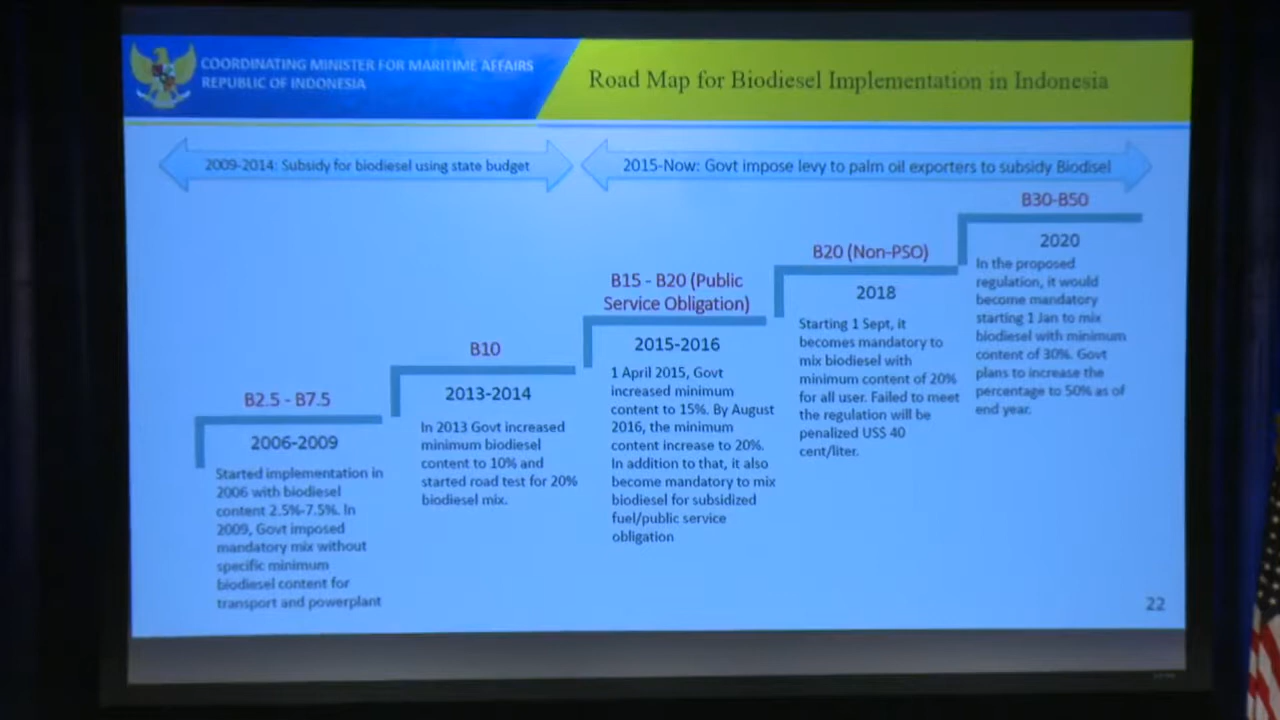 COORDINATING MINISTER FOR MARITIME AFFAIRS
REPUBLIC OF INDONESIA
Road Map for Biodiesel Implementation in Indonesia
2009-2014: Subsidy for biodiesel using state budget
2015-Now: Govt impose levy to palm oil exporters to subsidy Biodisel
B2.5 - B7.5
2006-2009
Started implementation in
2006 with biodiesel
content 2.5%-7.5%. In
2009, Govt imposed
mandatory mix without
specific minimum
biodiesel content for
transport and powerplant
B10
2013-2014
In 2013 Govt increased
minimum biodiesel
content to 10% and
started road test for 20%
biodiesel mix.
B15 - B20 (Public
Service Obligation)
2015-2016
1 April 2015, Govt
increased minimum
content to 15%. By August
2016, the minimum
content increase to 20%.
In addition to that, it also
become mandatory to mix
biodiesel for subsidized
fuel/public service
obligation
B20 (Non-PSO)
2018
Starting 1 Sept, it
becomes mandatory to
mix biodiesel with
minimum content of 20%
for all user. Failed to meet
the regulation will be
penalized US$ 40
cent/liter.
B30-B50
2020
In the proposed
regulation, it would
become mandatory
starting 1 Jan to mix
biodiesel with minimum
content of 30%. Govt
plans to increase the
percentage to 50% as of
end year.
22